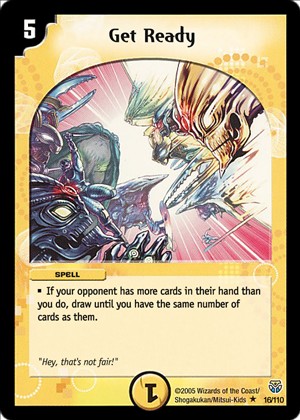 5
Get Ready
SPELL
▪ If your opponent has more cards in their hand than
you do, draw until you have the same number of
cards as them.
"Hey, that's not fair!"
1
©2005 Wizards of the Coast/
Shogakukan/Mitsui-Kids ★ 16/110